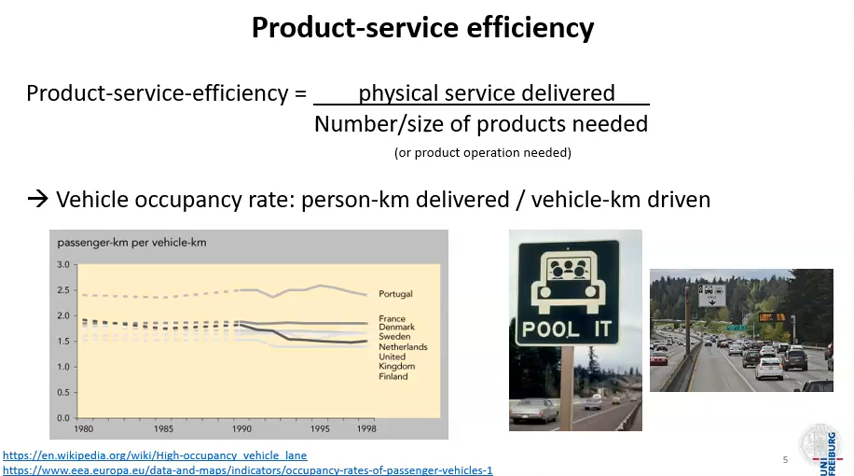 Product-service efficiency
Product-service-efficiency = physical service delivered
Number/size of products needed
(or product operation needed)
→ Vehicle occupancy rate: person-km delivered / vehicle-km driven
passenger-km per vehicle-km
3.0
2.5
2.0
1.5
1.0
0.5
0.0
1980
1985
1990
1995
1998
Portugal
France
Denmark
Sweden
Netherlands
United
Kingdom
Finland
POOL IT
https://en.wikipedia.org/wiki/High-occupancy_vehicle_lane
https://www.eea.europa.eu/data-and-maps/indicators/occupancy-rates-of-passenger-vehicles-1
5
UNI
FREIBURG